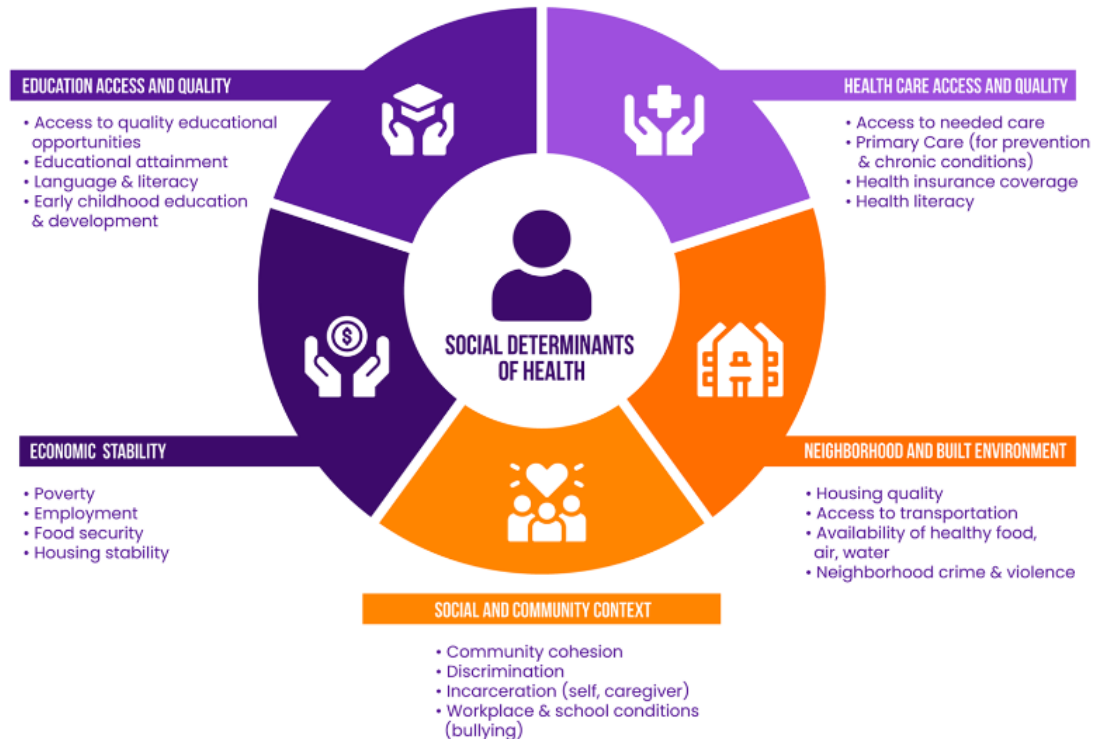 EDUCATION ACCESS AND QUALITY
• Access to quality educational
opportunities
• Educational attainment
• Language & literacy
• Early childhood education
& development
HEALTH CARE ACCESS AND QUALITY
• Access to needed care
• Primary Care (for prevention
& chronic conditions)
• Health insurance coverage
• Health literacy
$
SOCIAL DETERMINANTS
OF HEALTH
ECONOMIC STABILITY
• Poverty
• Employment
• Food security
• Housing stability
NEIGHBORHOOD AND BUILT ENVIRONMENT
• Housing quality
• Access to transportation
• Availability of healthy food,
air, water
• Neighborhood crime & violence
SOCIAL AND COMMUNITY CONTEXT
• Community cohesion
• Discrimination
• Incarceration (self, caregiver)
• Workplace & school conditions
(bullying)